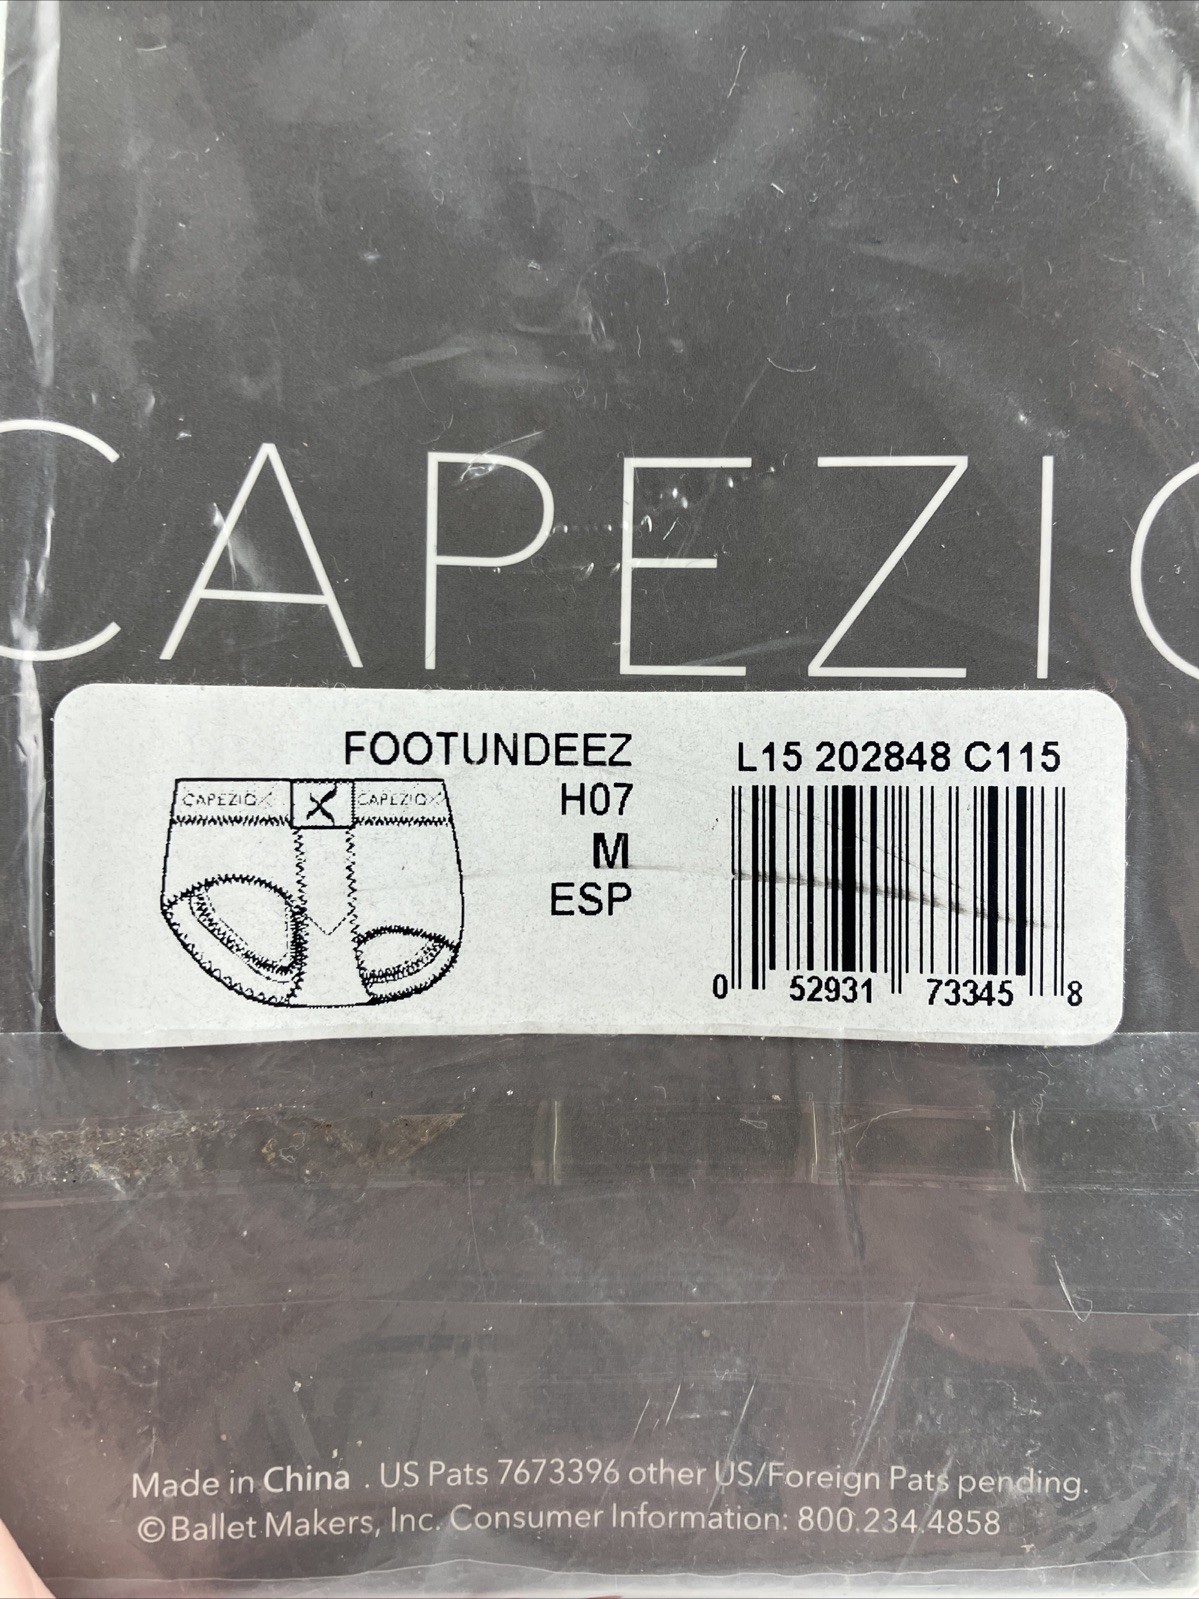 CAPEZIO
FOOTUNDEEZ
H07
M
ESP
CAPEZIO CAPEZIO
L15 202848 C115
0 52931 73345 8
Made in China . US Pats 7673396 other US/Foreign Pats pending.
©Ballet Makers, Inc. Consumer Information: 800.234.4858